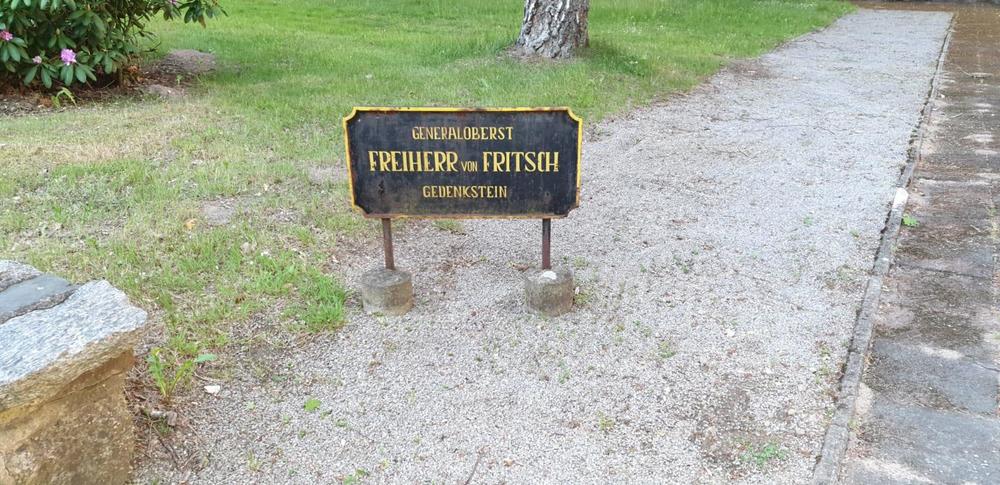 GENERALOBERST
FREIHERR VON FRITSCH
GEDENKSTEIN